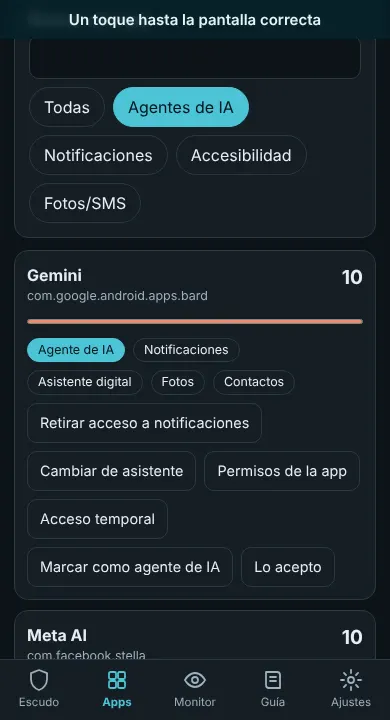 Un toque hasta la pantalla correcta
Todas
Agentes de IA
Notificaciones
Accesibilidad
Fotos/SMS
Gemini
10
com.google.android.apps.bard
Agente de IA
Notificaciones
Asistente digital
Fotos
Contactos
Retirar acceso a notificaciones
Cambiar de asistente
Permisos de la app
Acceso temporal
Marcar como agente de IA
Lo acepto
Meta AI
10
com.facebook.stella
Escudo
Apps
Monitor
Guía
Ajustes